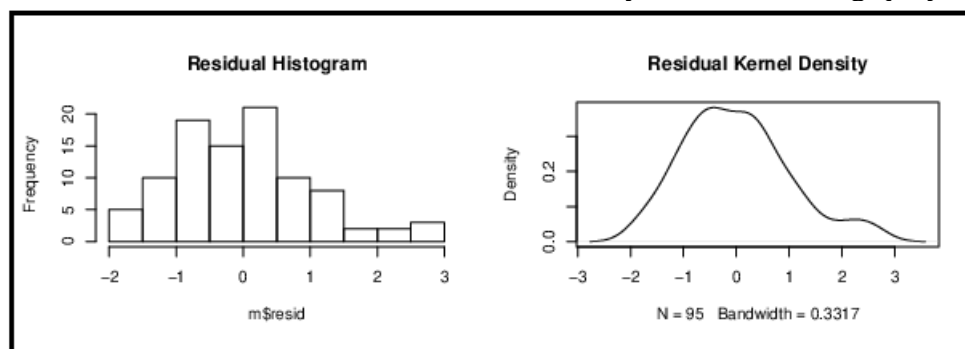 Residual Histogram
Frequency
20
15
10
5
0
−2 −1 0 1 2 3
m$resid
Residual Kernel Density
Density
0.2
0.0
−3 −2 −1 0 1 2 3
N = 95 Bandwidth = 0.3317